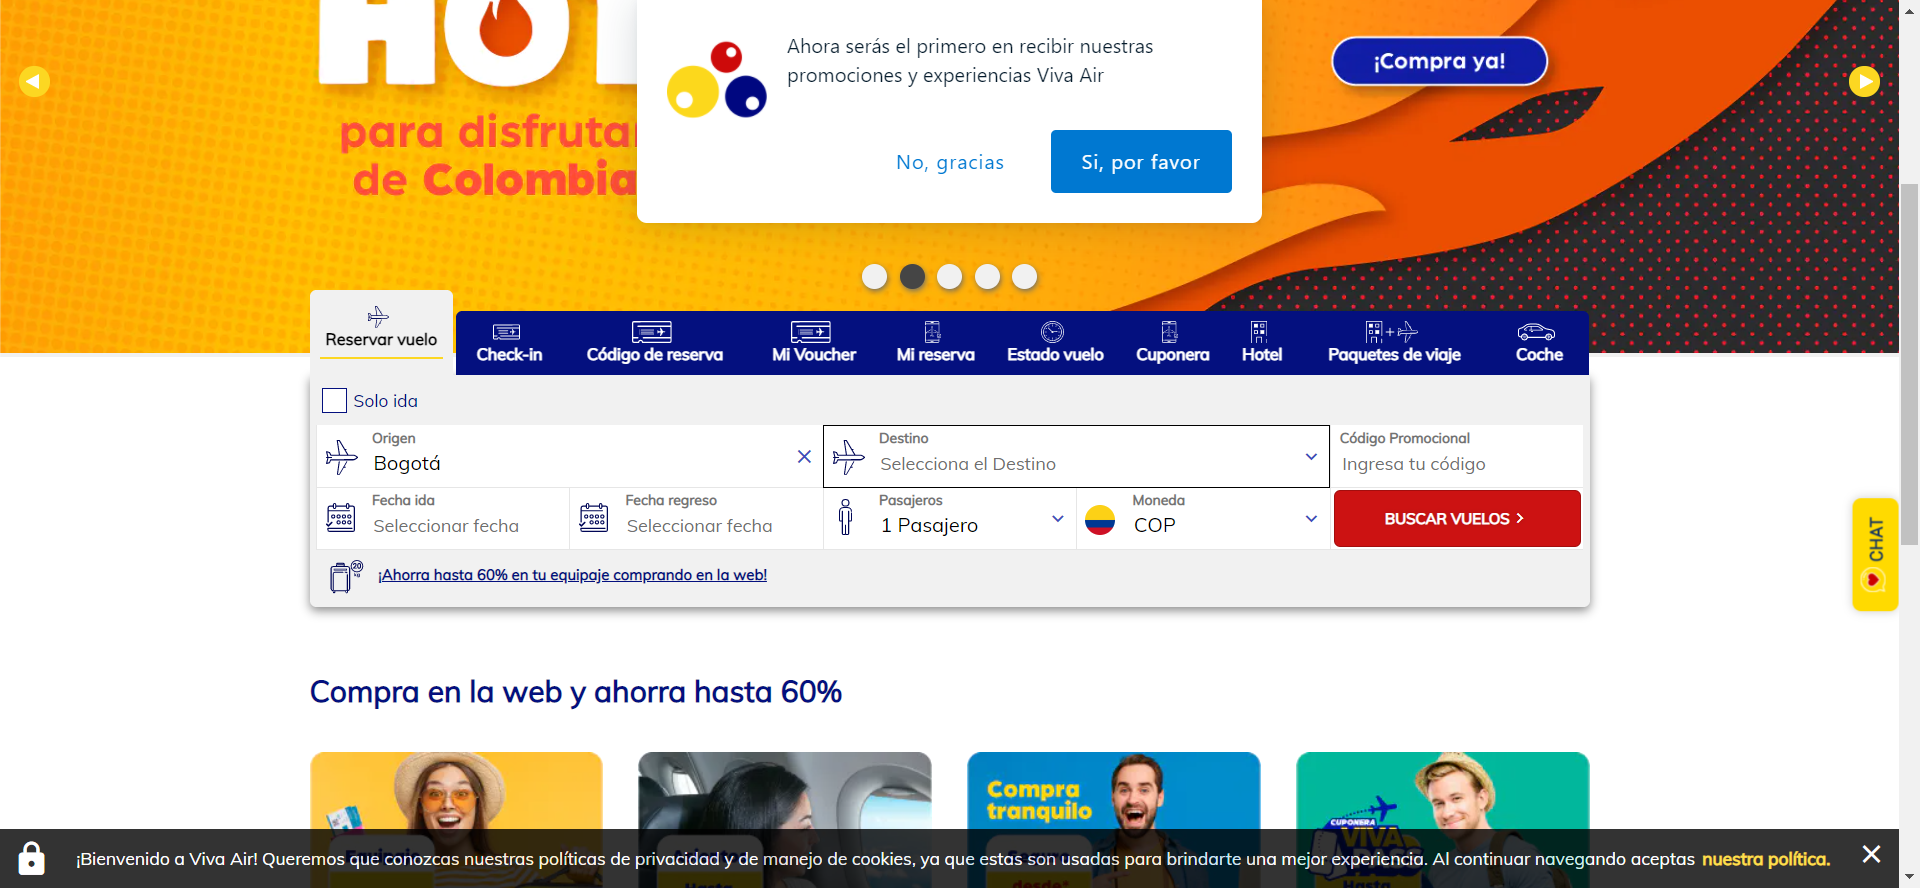 HOT
para disfrutar
de Colombia
Ahora serás el primero en recibir nuestras
promociones y experiencias Viva Air
No, gracias
Si, por favor
¡Compra ya!
Reservar vuelo
Check-in
Código de reserva
Mi Voucher
Mi reserva
Estado vuelo
Cuponera
Hotel
Paquetes de viaje
Coche
Solo ida
Origen
Bogotá
Destino
Selecciona el Destino
Código Promocional
Ingresa tu código
Fecha ida
Seleccionar fecha
Fecha regreso
Seleccionar fecha
Pasajeros
1 Pasajero
Moneda
COP
BUSCAR VUELOS
20
kg
¡Ahorra hasta 60% en tu equipaje comprando en la web!
CHAT
Compra en la web y ahorra hasta 60%
Compra
tranquilo
CUPONERA
VIVA
desde*
Hasta
Hasta
¡Bienvenido a Viva Air! Queremos que conozcas nuestras políticas de privacidad y de manejo de cookies, ya que estas son usadas para brindarte una mejor experiencia. Al continuar navegando aceptas nuestra política.